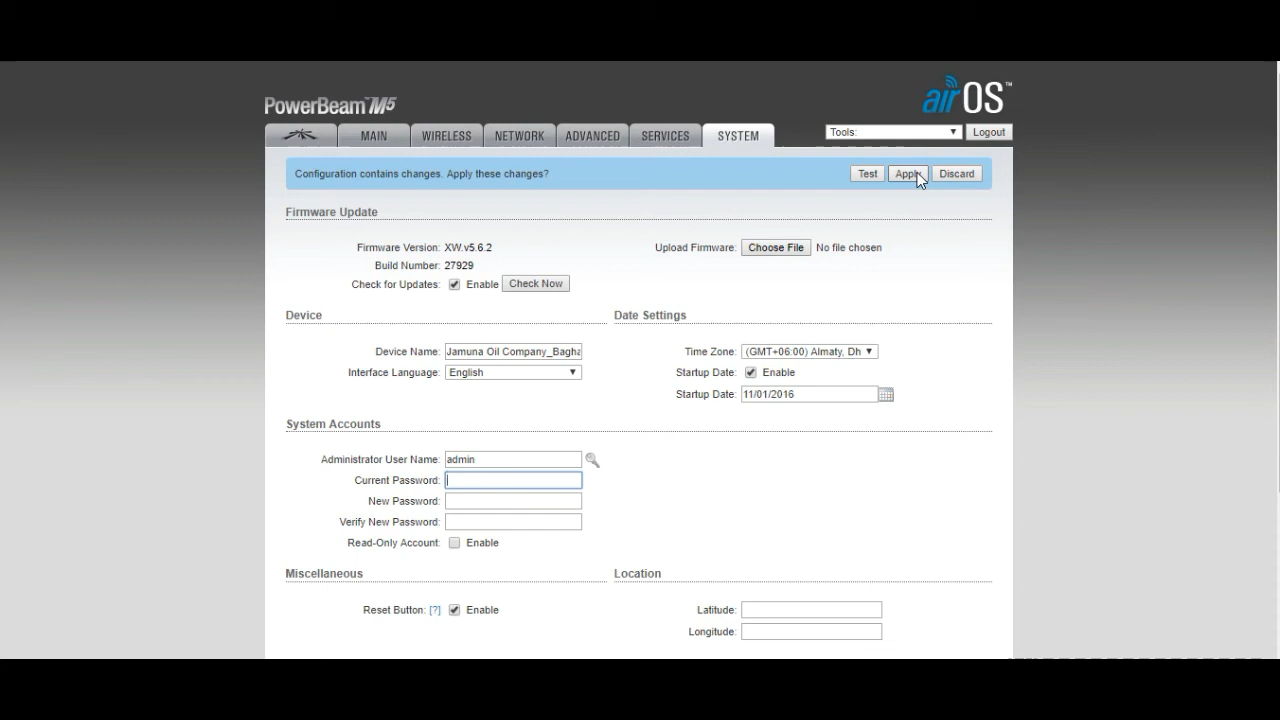 PowerBeam™M5
airOS™
MAIN WIRELESS NETWORK ADVANCED SERVICES SYSTEM
Tools: Logout
Configuration contains changes. Apply these changes? Test Apply Discard
Firmware Update
Firmware Version: XW.v5.6.2 Upload Firmware: Choose File No file chosen
Build Number: 27929
Check for Updates: Enable Check Now
Device Date Settings
Device Name: Jamuna Oil Company_Bagha Time Zone: (GMT+06:00) Almaty, Dh
Interface Language: English Startup Date: Enable
Startup Date: 11/01/2016
System Accounts
Administrator User Name: admin
Current Password:
New Password:
Verify New Password:
Read-Only Account: Enable
Miscellaneous Location
Reset Button: [?] Enable Latitude:
Longitude: